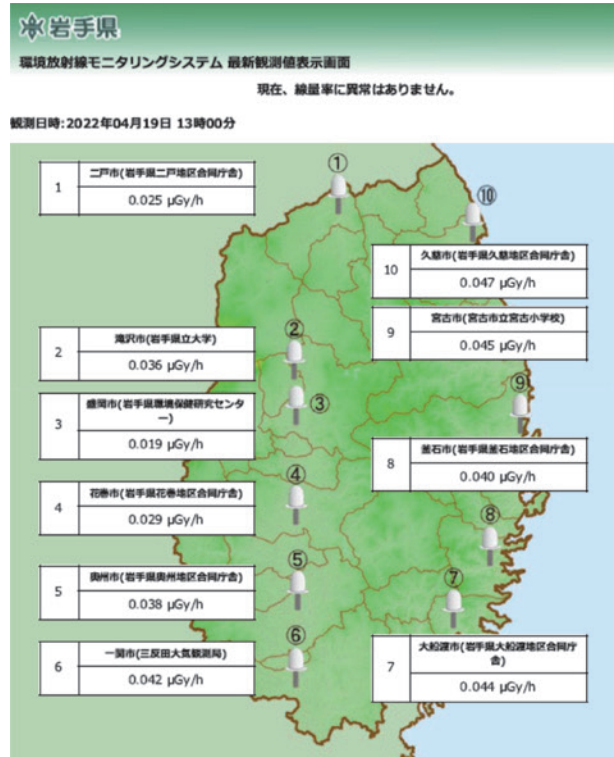 岩手県
環境放射線モニタリングシステム 最新観測値表示画面
現在、線量率に異常はありません。
観測日時:2022年04月19日 13時00分
①
1
二戸市(岩手県二戸地区合同庁舎)
0.025 μGy/h
⑩
10
久慈市(岩手県久慈地区合同庁舎)
0.047 μGy/h
9
宮古市(宮古市立宮古小学校)
0.045 μGy/h
②
2
滝沢市(岩手県立大学)
0.036 μGy/h
⑨
③
3
盛岡市(岩手県環境保健研究センタ
ー)
0.019 μGy/h
8
釜石市(岩手県釜石地区合同庁舎)
0.040 μGy/h
④
4
花巻市(岩手県花巻地区合同庁舎)
0.029 μGy/h
⑧
⑤
5
奥州市(岩手県奥州地区合同庁舎)
0.038 μGy/h
⑦
⑥
6
一関市(三反田大気観測局)
0.042 μGy/h
7
大船渡市(岩手県大船渡地区合同庁
舎)
0.044 μGy/h